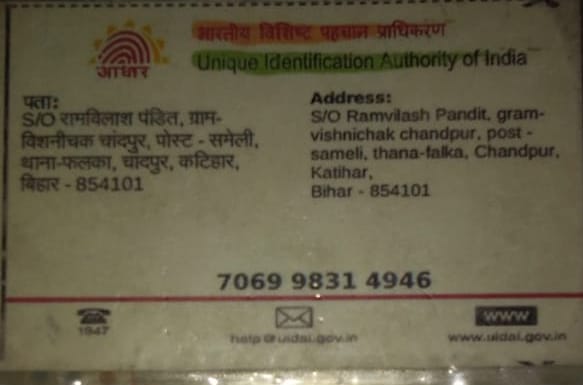 भारतीय विशिष्ट पहचान प्राधिकरण
आधार
Unique Identification Authority of India
पता:
S/O रामविलाश पंडित, ग्राम-
विशनीचक चांदपुर, पोस्ट - समेली,
थाना-फलका, चांदपुर, कटिहार,
बिहार - 854101
Address:
S/O Ramvilash Pandit, gram-
vishnichak chandpur, post -
sameli, thana-falka, Chandpur,
Katihar,
Bihar - 854101
7069 9831 4946
1947
help@uidai.gov.in
www
www.uidai.gov.in